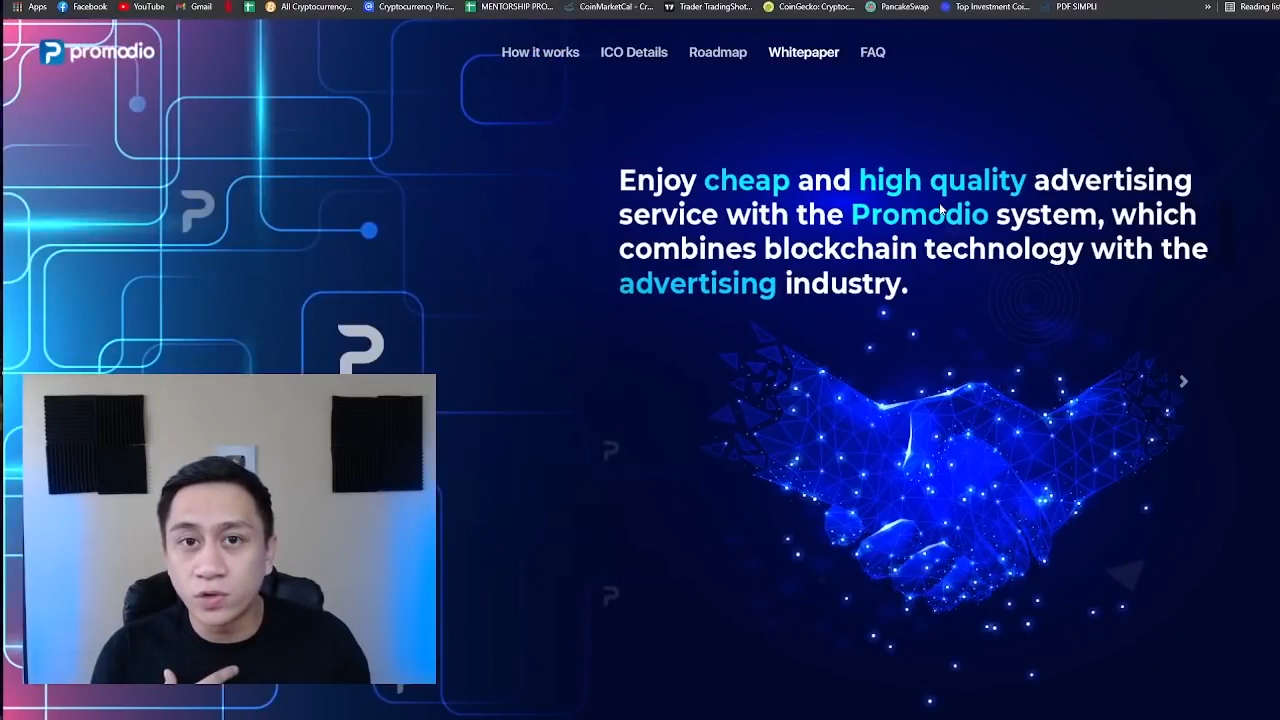 Apps Facebook YouTube Gmail All Cryptocurrency... Cryptocurrency Pric... MENTORSHIP PRO... CoinMarketCal - Cr... Trader TradingShot... CoinGecko: Cryptoc... PancakeSwap Top Investment Coi... PDF SIMPLI » Reading list
promodio
How it works ICO Details Roadmap Whitepaper FAQ
Enjoy cheap and high quality advertising
service with the Promodio system, which
combines blockchain technology with the
advertising industry.